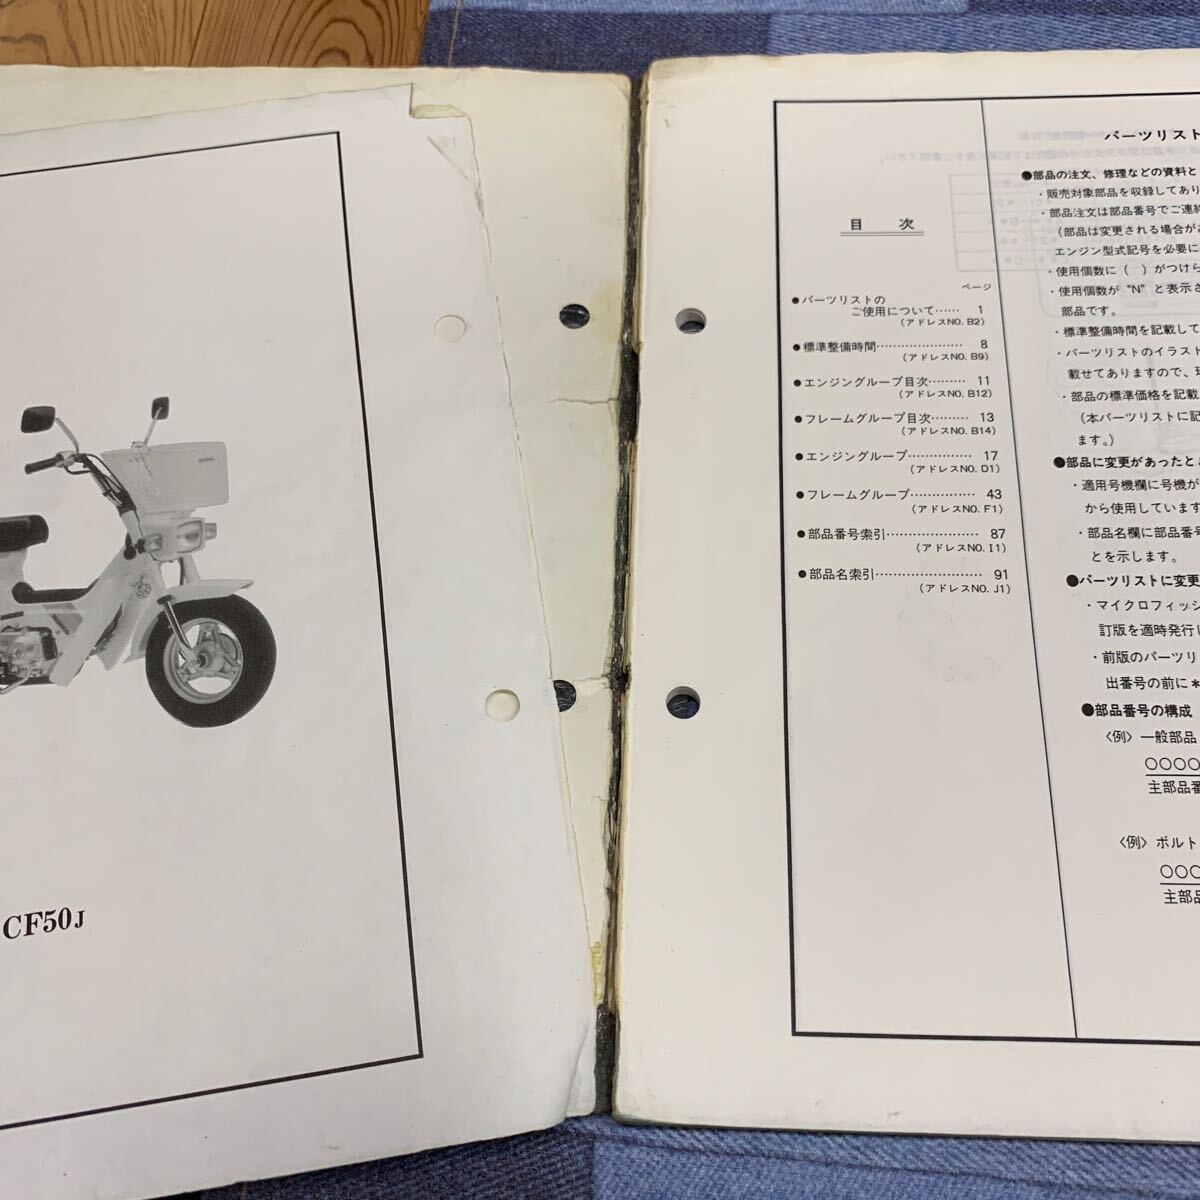 CF50J
目 次
ページ
●パーツリストの
ご使用について…… 1
(アドレスNO. B2)
●標準整備時間………………… 8
(アドレスNO. B9)
●エンジングループ目次……… 11
(アドレスNO. B12)
●フレームグループ目次……… 13
(アドレスNO. B14)
●エンジングループ…………… 17
(アドレスNO. D1)
●フレームグループ…………… 43
(アドレスNO. F1)
●部品番号索引………………… 87
(アドレスNO. I1)
●部品名索引…………………… 91
(アドレスNO. J1)
パーツリスト
●部品の注文、修理などの資料と
・販売対象部品を収録してあり
・部品注文は部品番号でご連絡
(部品は変更される場合があ
エンジン型式記号を必要に
・使用個数に( )がつけら
・使用個数が“N”と表示さ
部品です。
・標準整備時間を記載して
・パーツリストのイラスト
載せてありますので、
・部品の標準価格を記載
(本パーツリストに記
ます。)
●部品に変更があったとき
・適用号機欄に号機が
から使用しています
・部品名欄に部品番号
とを示します。
●パーツリストに変更
・マイクロフィッシ
訂版を適時発行し
・前版のパーツリ
出番号の前に＊
●部品番号の構成
〈例〉一般部品
○○○○
主部品番
〈例〉ボルト
○○○
主部品